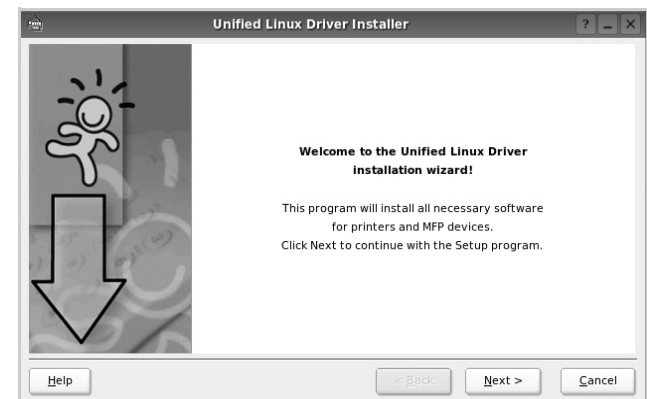 Unified Linux Driver Installer
Welcome to the Unified Linux Driver
installation wizard!
This program will install all necessary software
for printers and MFP devices.
Click Next to continue with the Setup program.
Help
< Back
Next >
Cancel